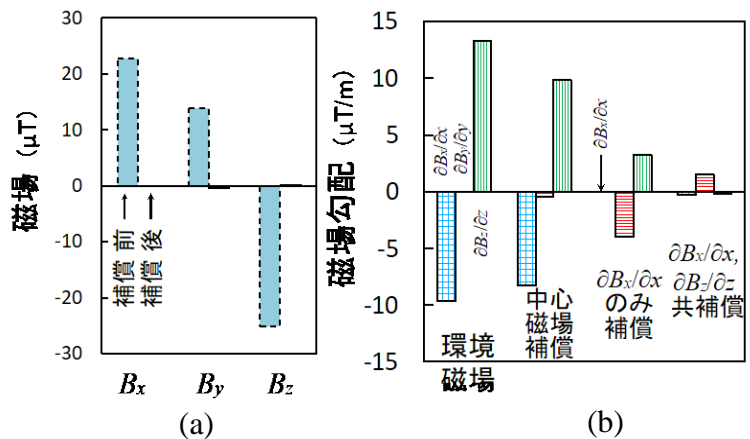 磁場 (μT)
30
20
10
0
-10
-20
-30
補償前
補償後
Bx
By
Bz
(a)
磁場勾配 (μT/m)
15
10
5
0
-5
-10
-15
∂Bx/∂x
∂By/∂y
∂Bz/∂z
∂Bx/∂x
環境
磁場
中心
磁場
補償
∂Bx/∂x
のみ
補償
∂Bx/∂x,
∂Bz/∂z
共補償
(b)